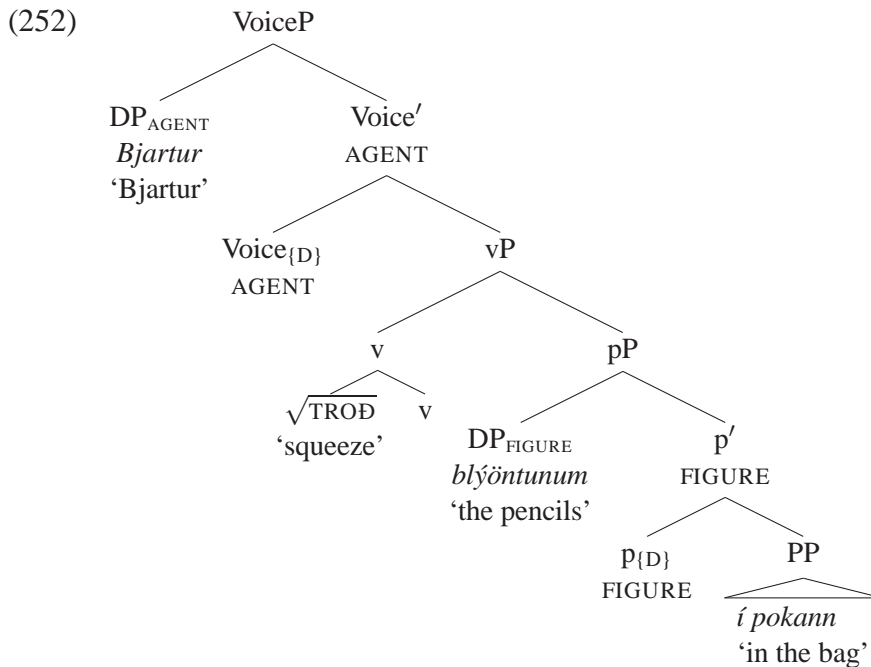 (252) VoiceP
DP_AGENT Voice′
Bjartur AGENT
‘Bjartur’
Voice_{D} vP
AGENT
v pP
√TROÐ v DP_FIGURE p′
‘squeeze’ blýöntunum FIGURE
‘the pencils’
p_{D} PP
FIGURE
í pokann
‘in the bag’